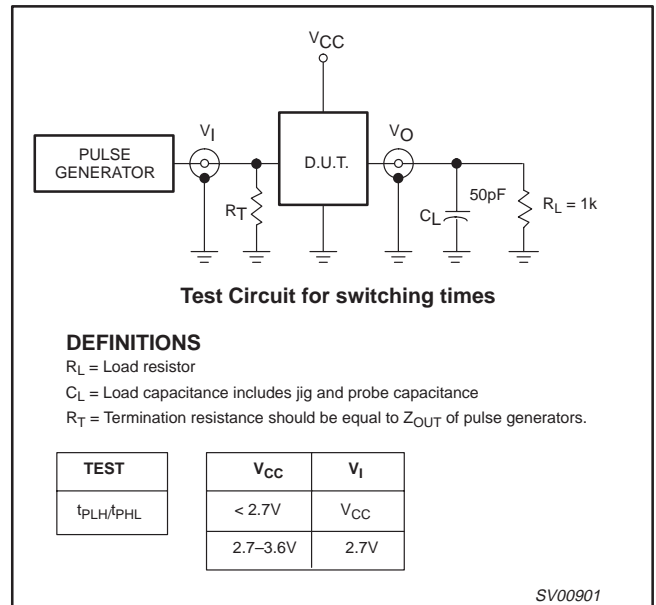 VCC
PULSE
GENERATOR
VI
RT
D.U.T.
VO
50pF
CL
RL = 1k
Test Circuit for switching times
DEFINITIONS
RL = Load resistor
CL = Load capacitance includes jig and probe capacitance
RT = Termination resistance should be equal to ZOUT of pulse generators.
TEST
tPLH/tPHL
VCC VI
< 2.7V VCC
2.7–3.6V 2.7V
SV00901